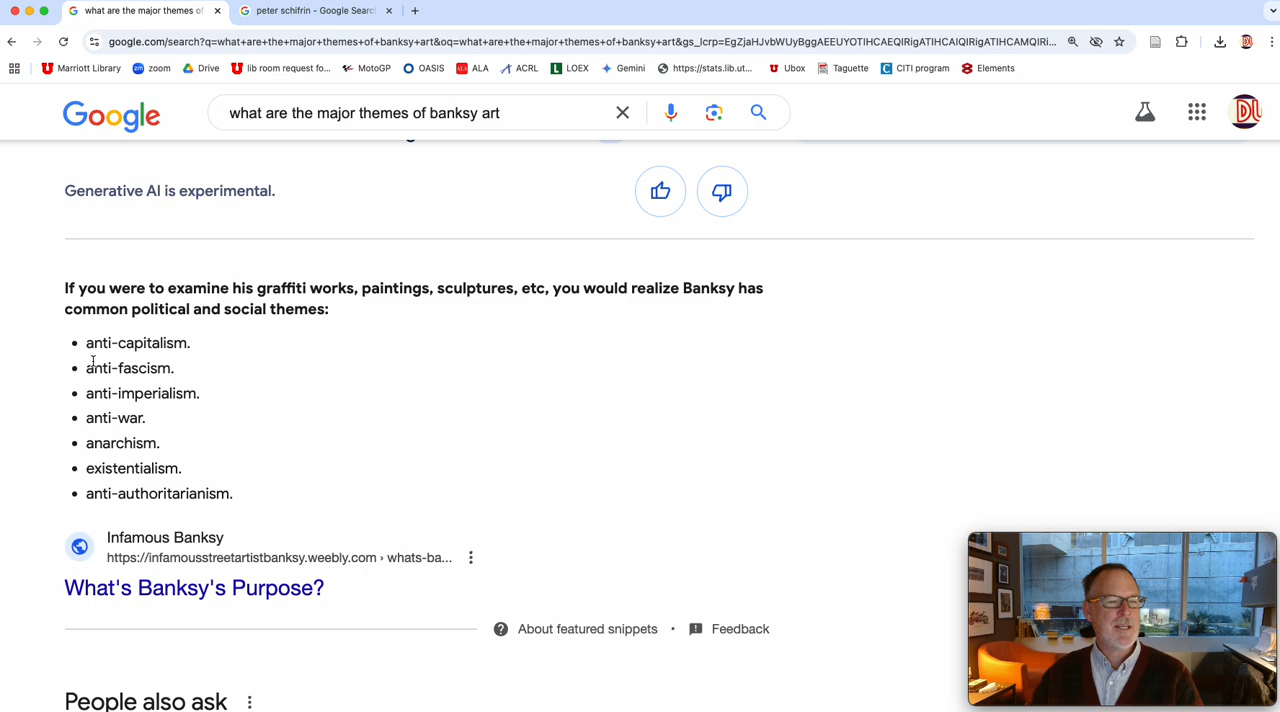 what are the major themes of
peter schifrin - Google Searc
google.com/search?q=what+are+the+major+themes+of+banksy+art&oq=what+are+the+major+themes+of+banksy+art&gs_lcrp=EgZjaHJvbWUyBggAEEUYOTIHCAEQIRigATIHCAIQIRigATIHCAMQIRi...
Marriott Library zoom Drive lib room request fo... MotoGP OASIS ALA ACRL LOEX Gemini https://stats.lib.ut... Ubox Taguette CITI program Elements
Google what are the major themes of banksy art
Generative AI is experimental.
If you were to examine his graffiti works, paintings, sculptures, etc, you would realize Banksy has
common political and social themes:
• anti-capitalism.
• anti-fascism.
• anti-imperialism.
• anti-war.
• anarchism.
• existentialism.
• anti-authoritarianism.
Infamous Banksy
https://infamousstreetartistbanksy.weebly.com › whats-ba...
What's Banksy's Purpose?
About featured snippets • Feedback
People also ask